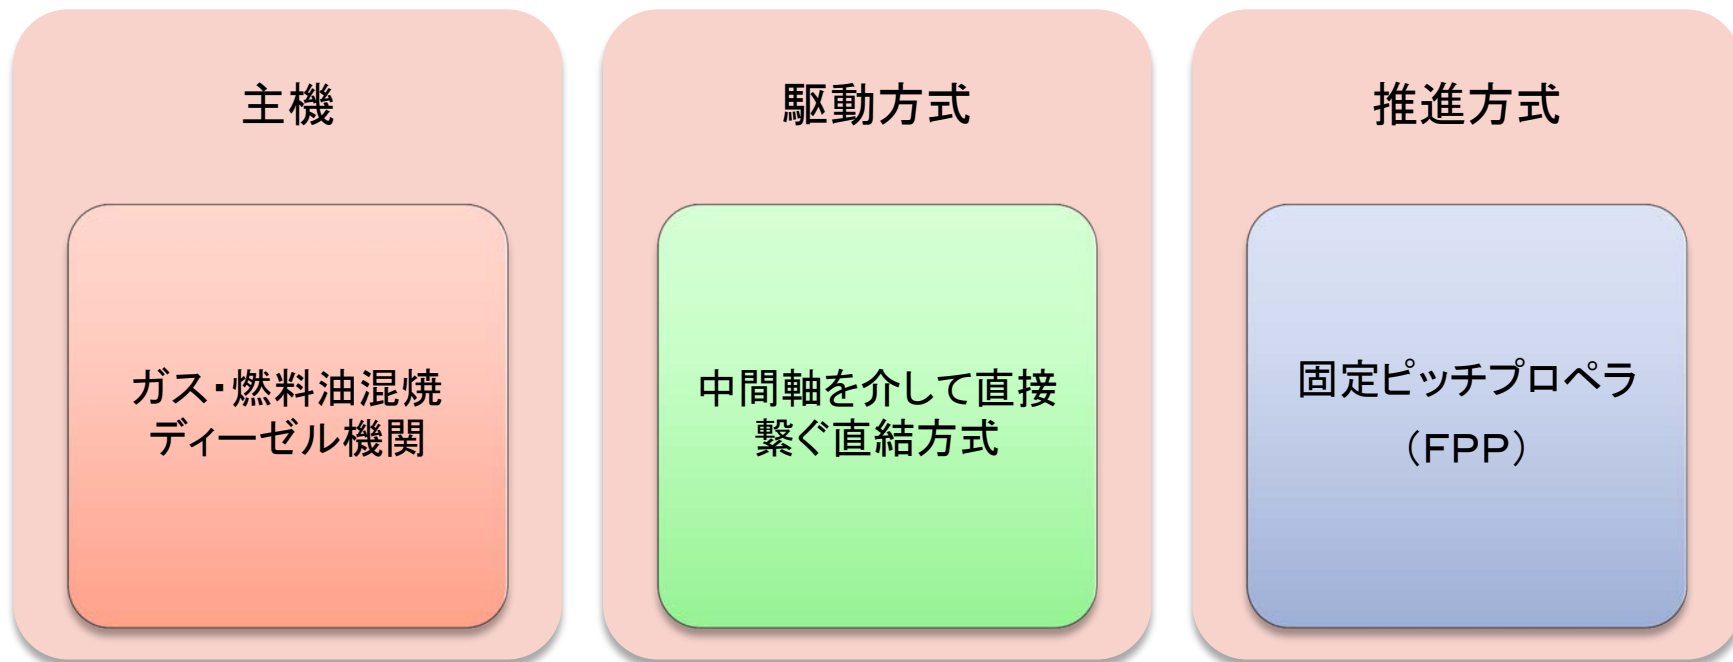 主機
ガス・燃料油混焼
ディーゼル機関
駆動方式
中間軸を介して直接
繋ぐ直結方式
推進方式
固定ピッチプロペラ
（ＦＰＰ）